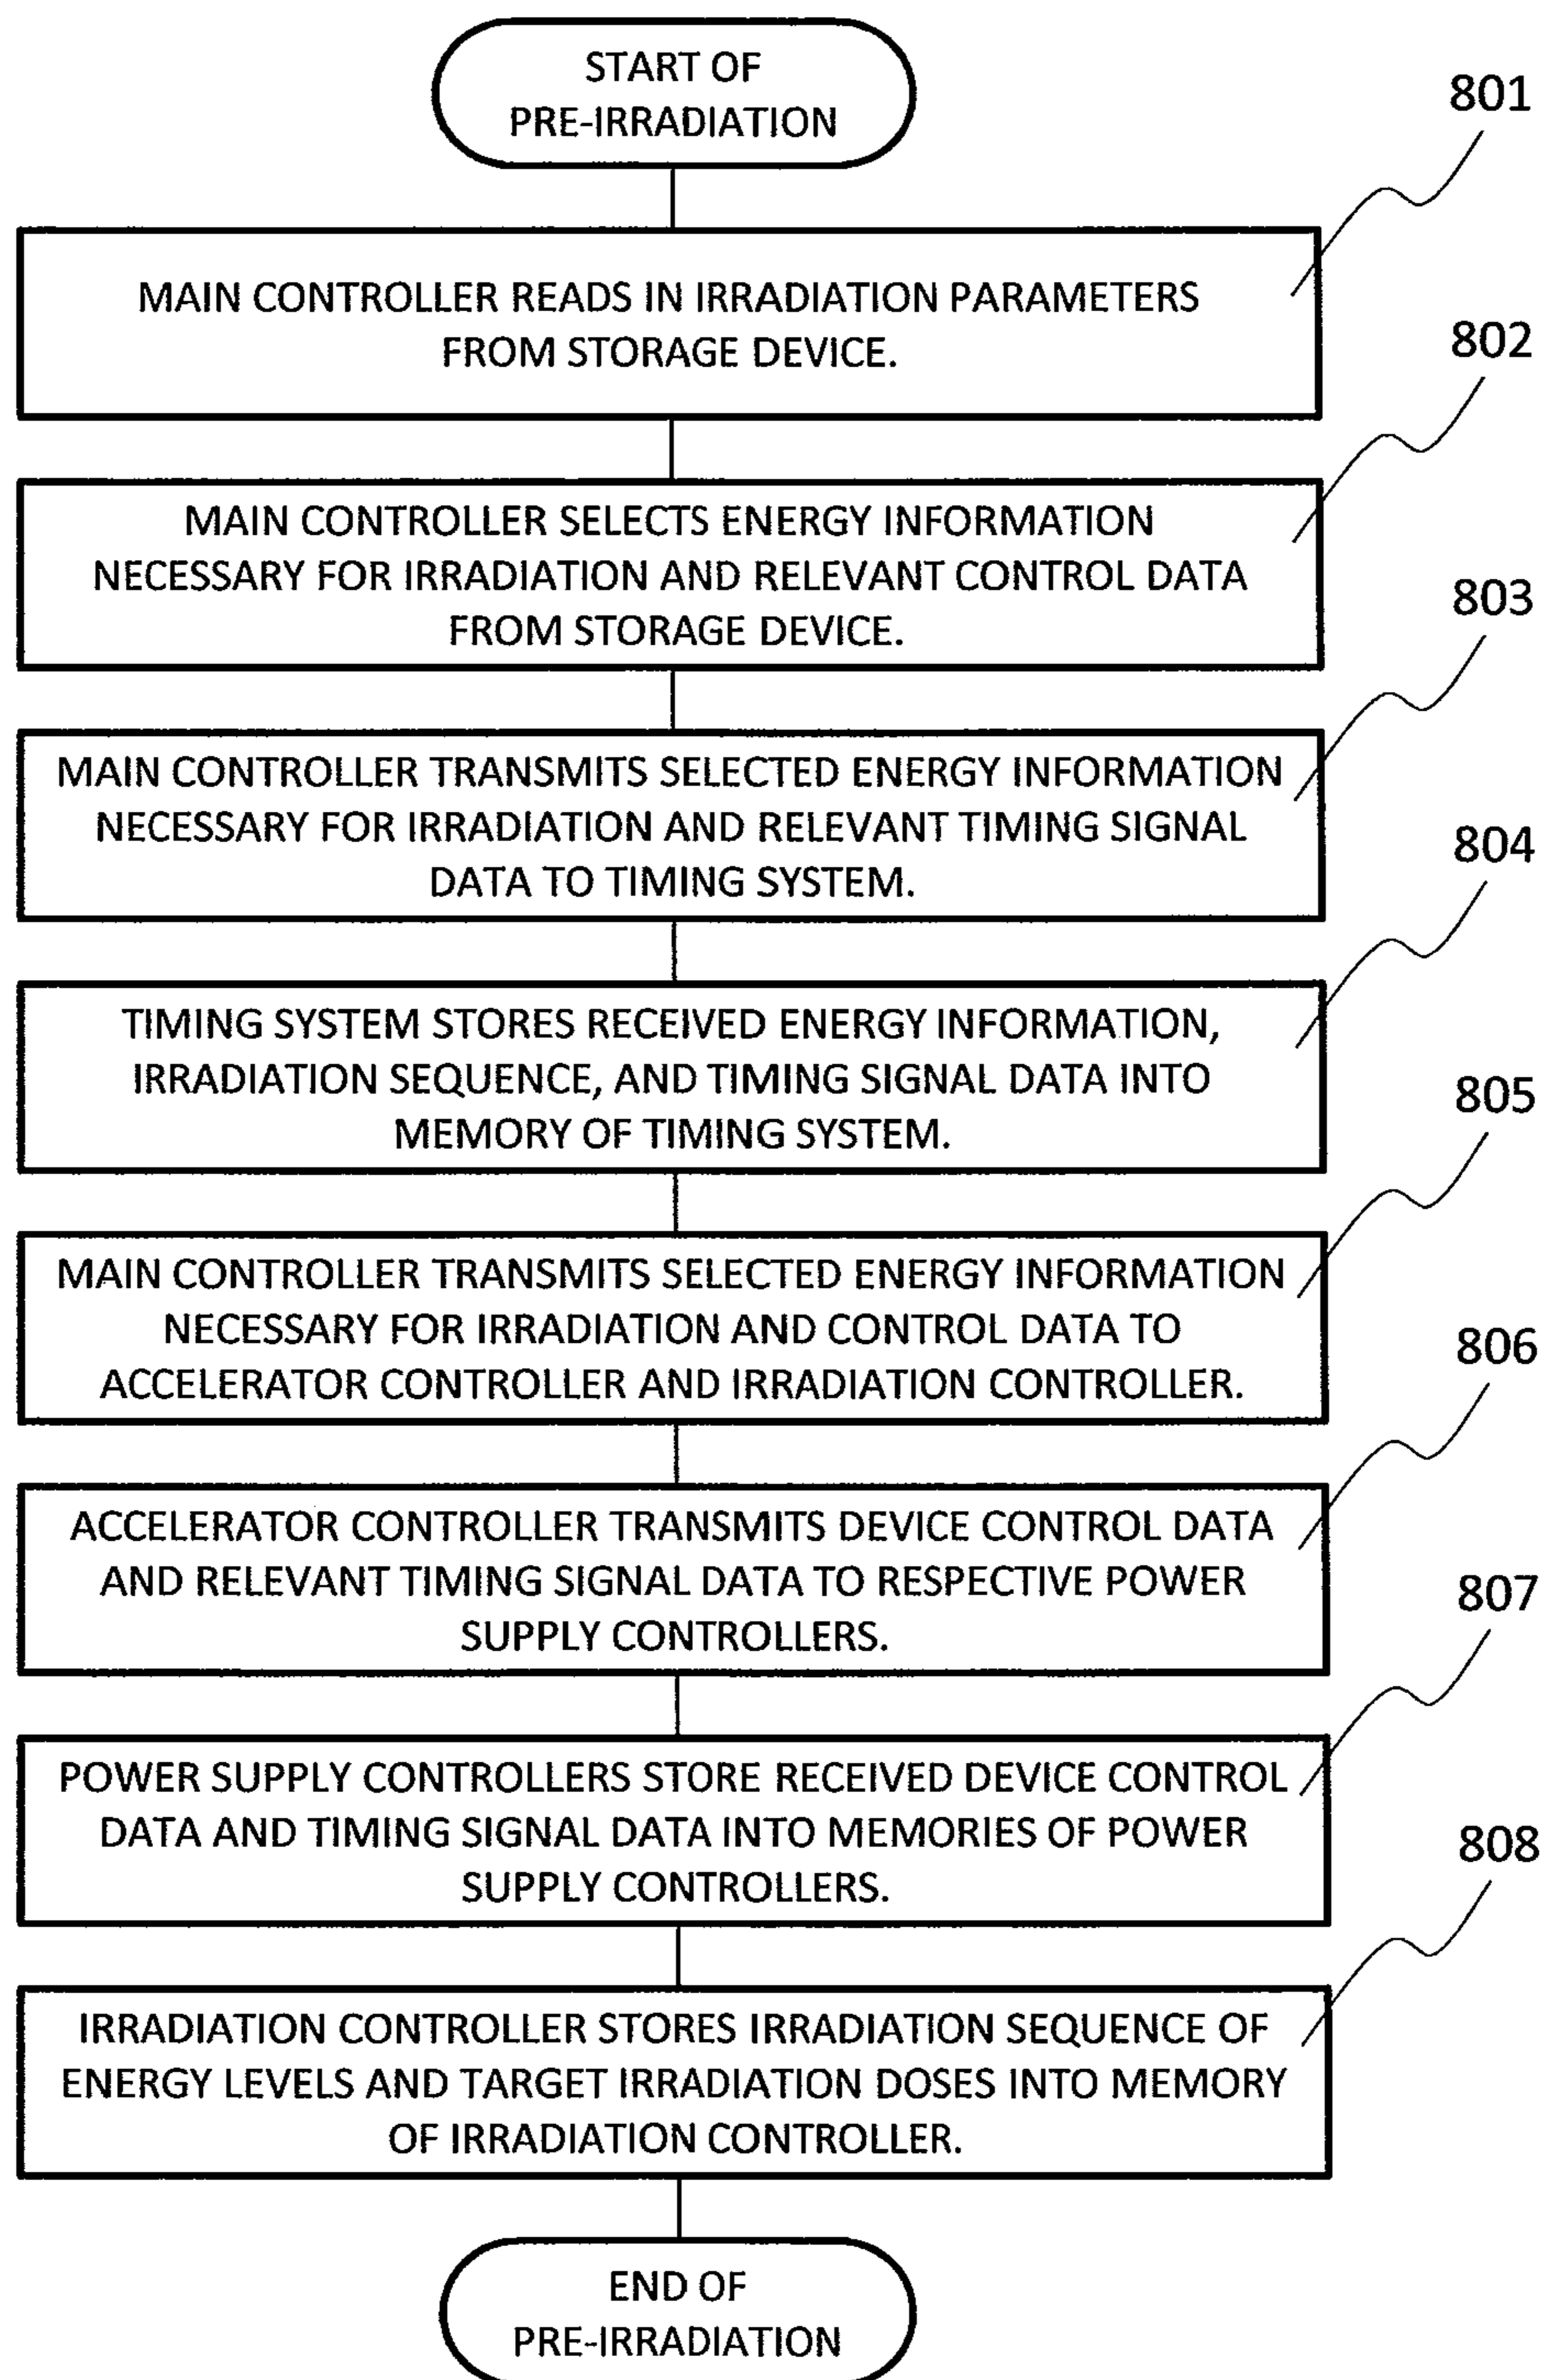 START OF
PRE-IRRADIATION
801
MAIN CONTROLLER READS IN IRRADIATION PARAMETERS
FROM STORAGE DEVICE.
802
MAIN CONTROLLER SELECTS ENERGY INFORMATION
NECESSARY FOR IRRADIATION AND RELEVANT CONTROL DATA
FROM STORAGE DEVICE.
803
MAIN CONTROLLER TRANSMITS SELECTED ENERGY INFORMATION
NECESSARY FOR IRRADIATION AND RELEVANT TIMING SIGNAL
DATA TO TIMING SYSTEM.
804
TIMING SYSTEM STORES RECEIVED ENERGY INFORMATION,
IRRADIATION SEQUENCE, AND TIMING SIGNAL DATA INTO
MEMORY OF TIMING SYSTEM.
805
MAIN CONTROLLER TRANSMITS SELECTED ENERGY INFORMATION
NECESSARY FOR IRRADIATION AND CONTROL DATA TO
ACCELERATOR CONTROLLER AND IRRADIATION CONTROLLER.
806
ACCELERATOR CONTROLLER TRANSMITS DEVICE CONTROL DATA
AND RELEVANT TIMING SIGNAL DATA TO RESPECTIVE POWER
SUPPLY CONTROLLERS.
807
POWER SUPPLY CONTROLLERS STORE RECEIVED DEVICE CONTROL
DATA AND TIMING SIGNAL DATA INTO MEMORIES OF POWER
SUPPLY CONTROLLERS.
808
IRRADIATION CONTROLLER STORES IRRADIATION SEQUENCE OF
ENERGY LEVELS AND TARGET IRRADIATION DOSES INTO MEMORY
OF IRRADIATION CONTROLLER.
END OF
PRE-IRRADIATION